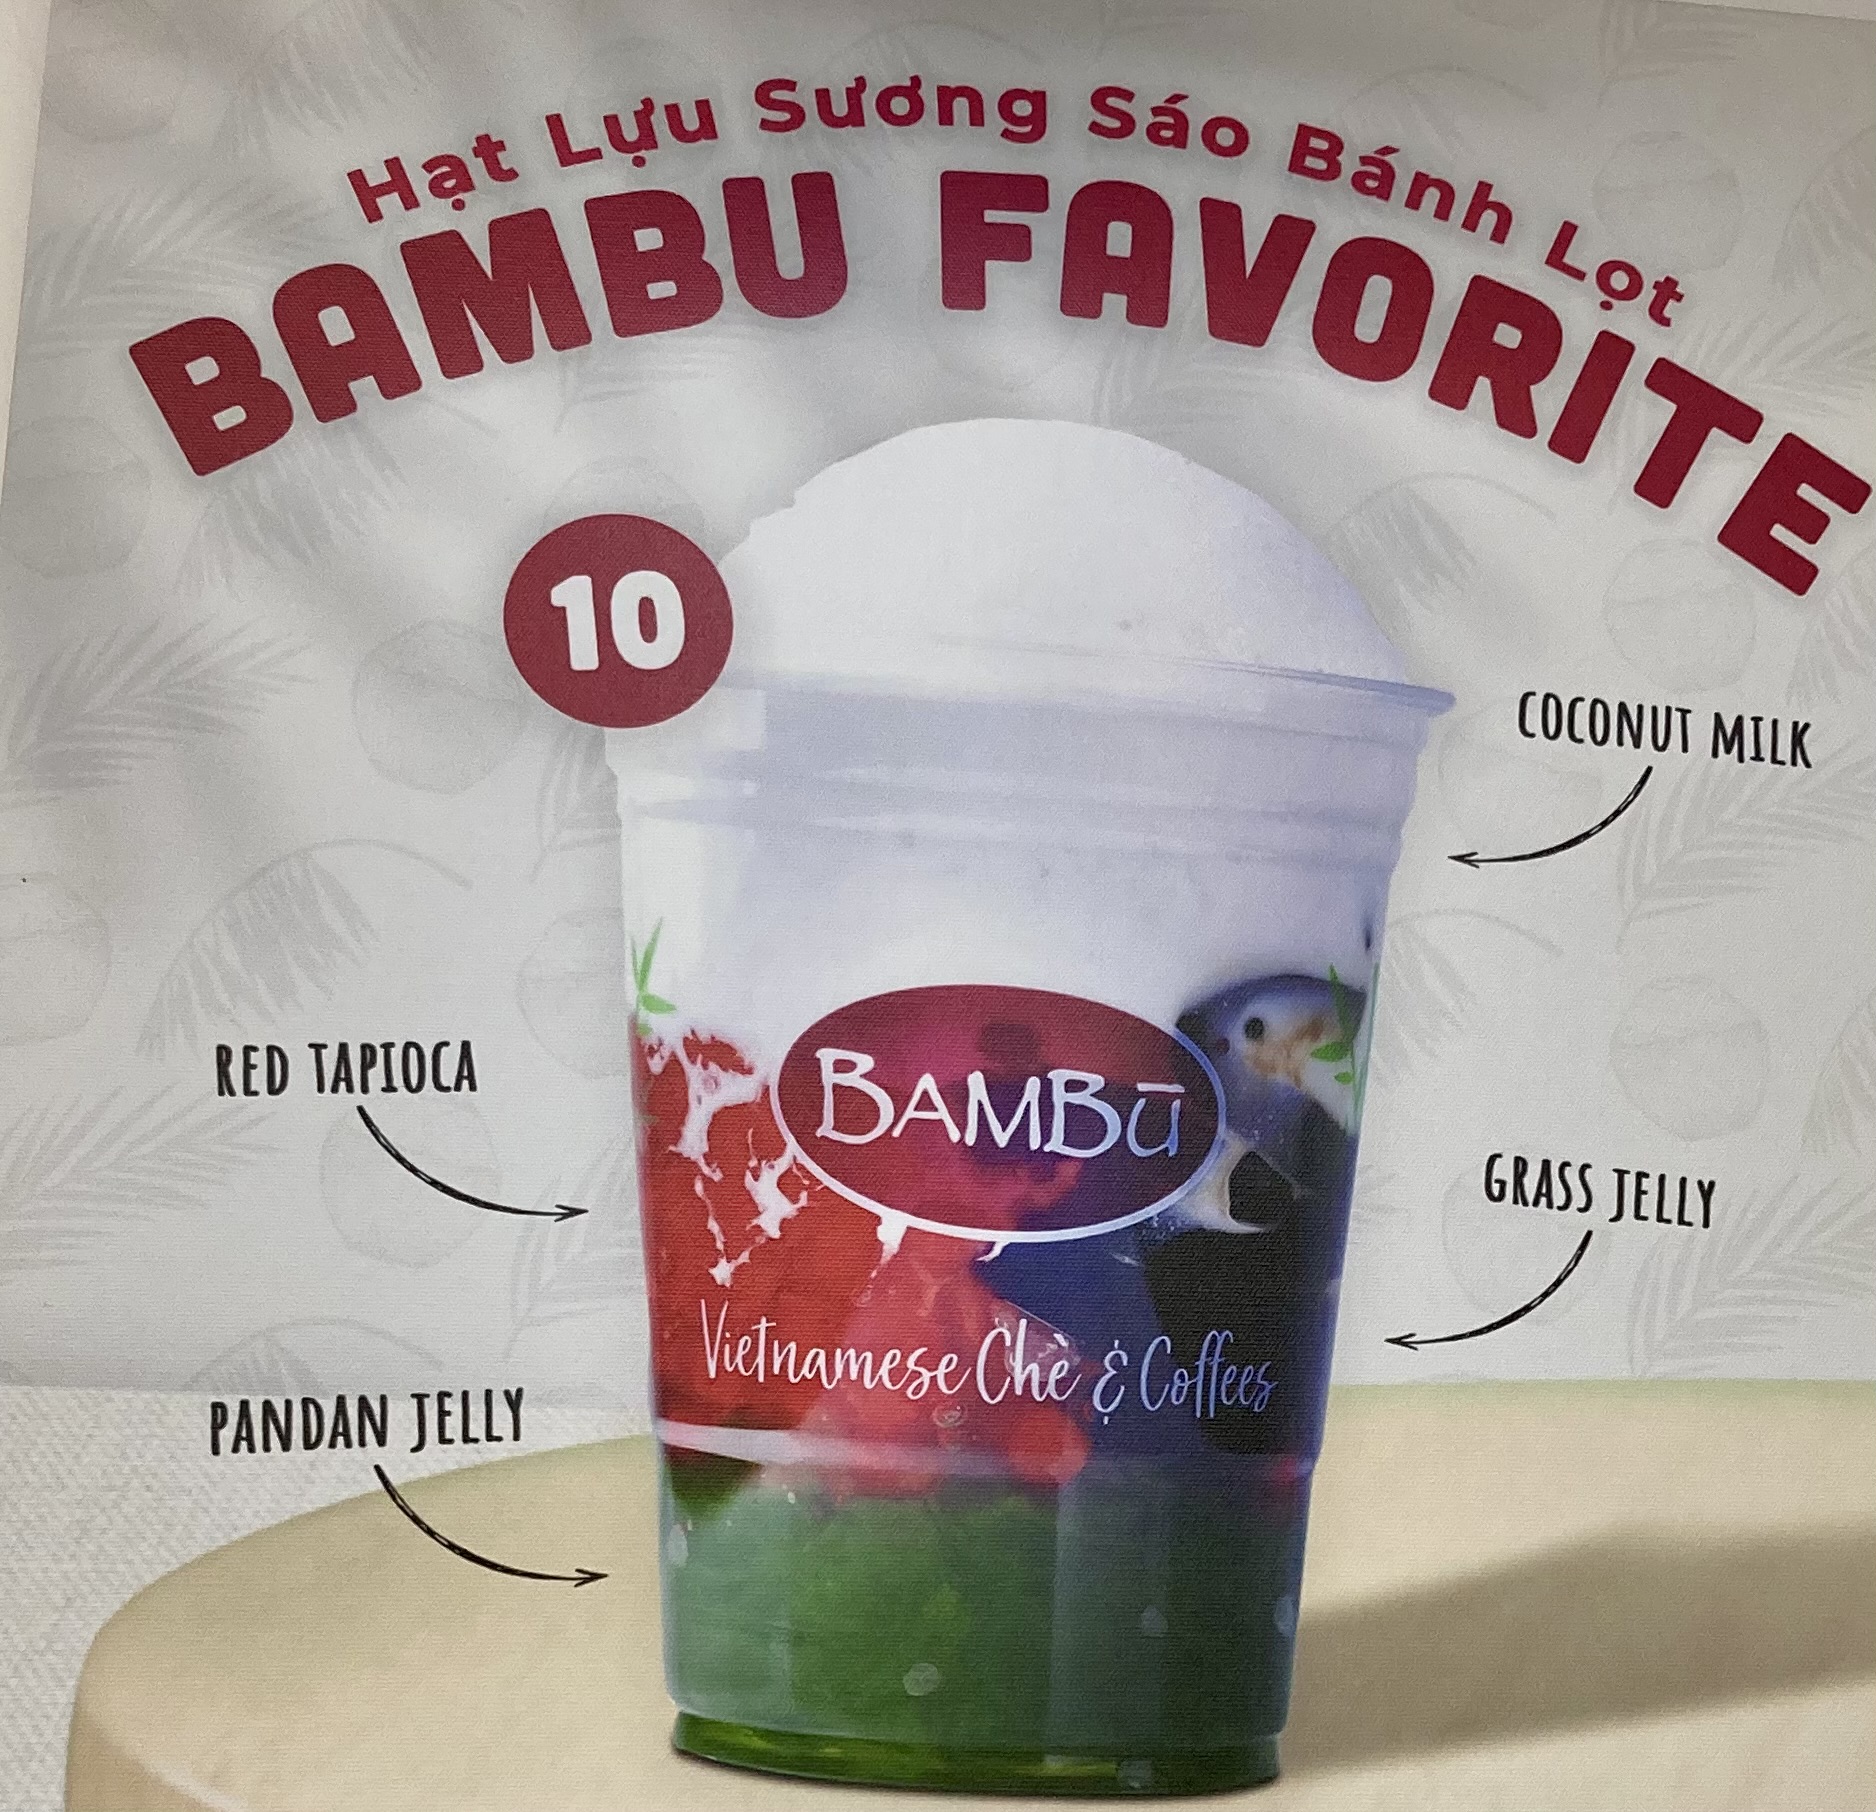 Hạt Lựu Sương Sáo Bánh Lọt
BAMBU FAVORITE
10
COCONUT MILK
RED TAPIOCA
BAMBŪ
GRASS JELLY
Vietnamese Chè & Coffees
PANDAN JELLY